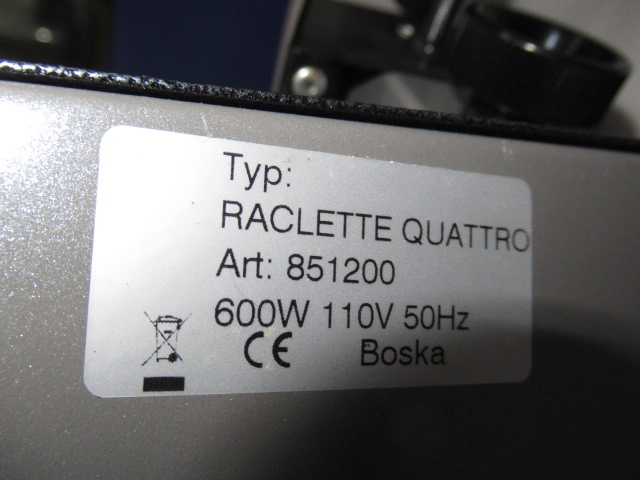 Typ:
RACLETTE QUATTRO
Art: 851200
600W 110V 50Hz
CE Boska